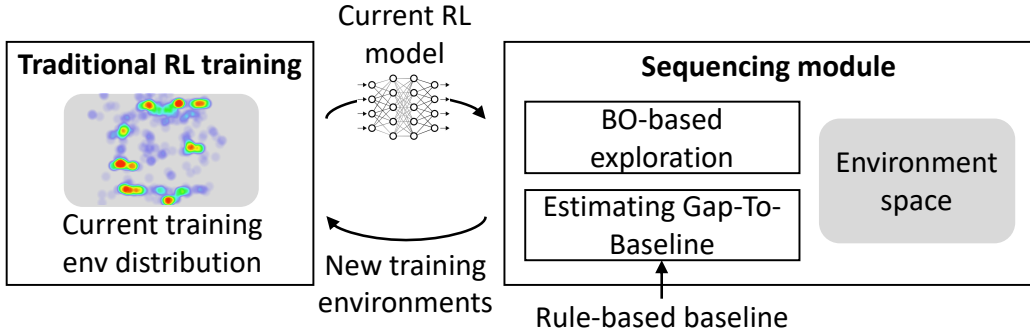 Traditional RL training
Current training
env distribution
Current RL
model
New training
environments
Sequencing module
BO-based
exploration
Estimating Gap-To-
Baseline
Environment
space
Rule-based baseline